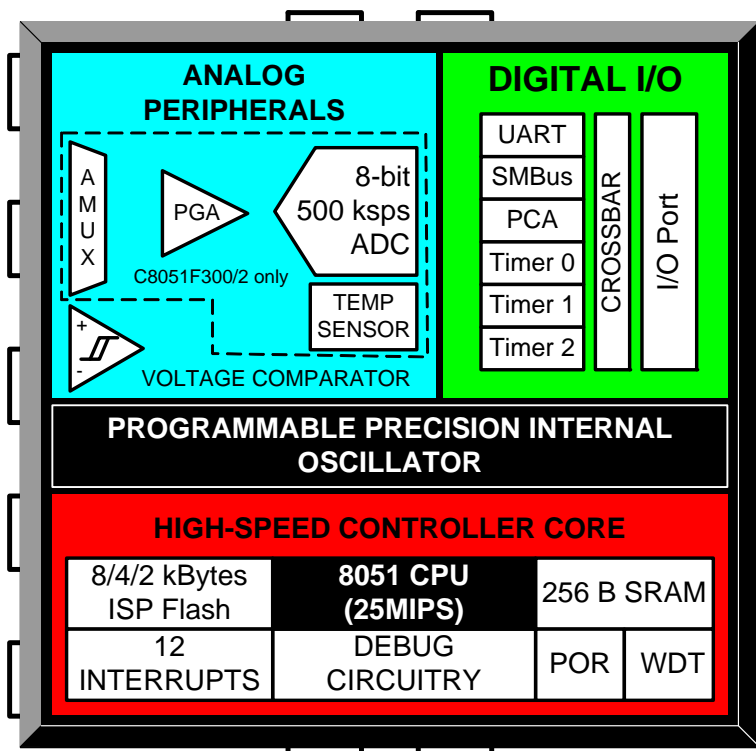 ANALOG
PERIPHERALS
A
M
U
X
PGA
8-bit
500 ksps
ADC
C8051F300/2 only
TEMP
SENSOR
+
-
VOLTAGE COMPARATOR
DIGITAL I/O
UART
SMBus
PCA
Timer 0
Timer 1
Timer 2
CROSSBAR
I/O Port
PROGRAMMABLE PRECISION INTERNAL
OSCILLATOR
HIGH-SPEED CONTROLLER CORE
8/4/2 kBytes
ISP Flash
8051 CPU
(25MIPS)
256 B SRAM
12
INTERRUPTS
DEBUG
CIRCUITRY
POR
WDT